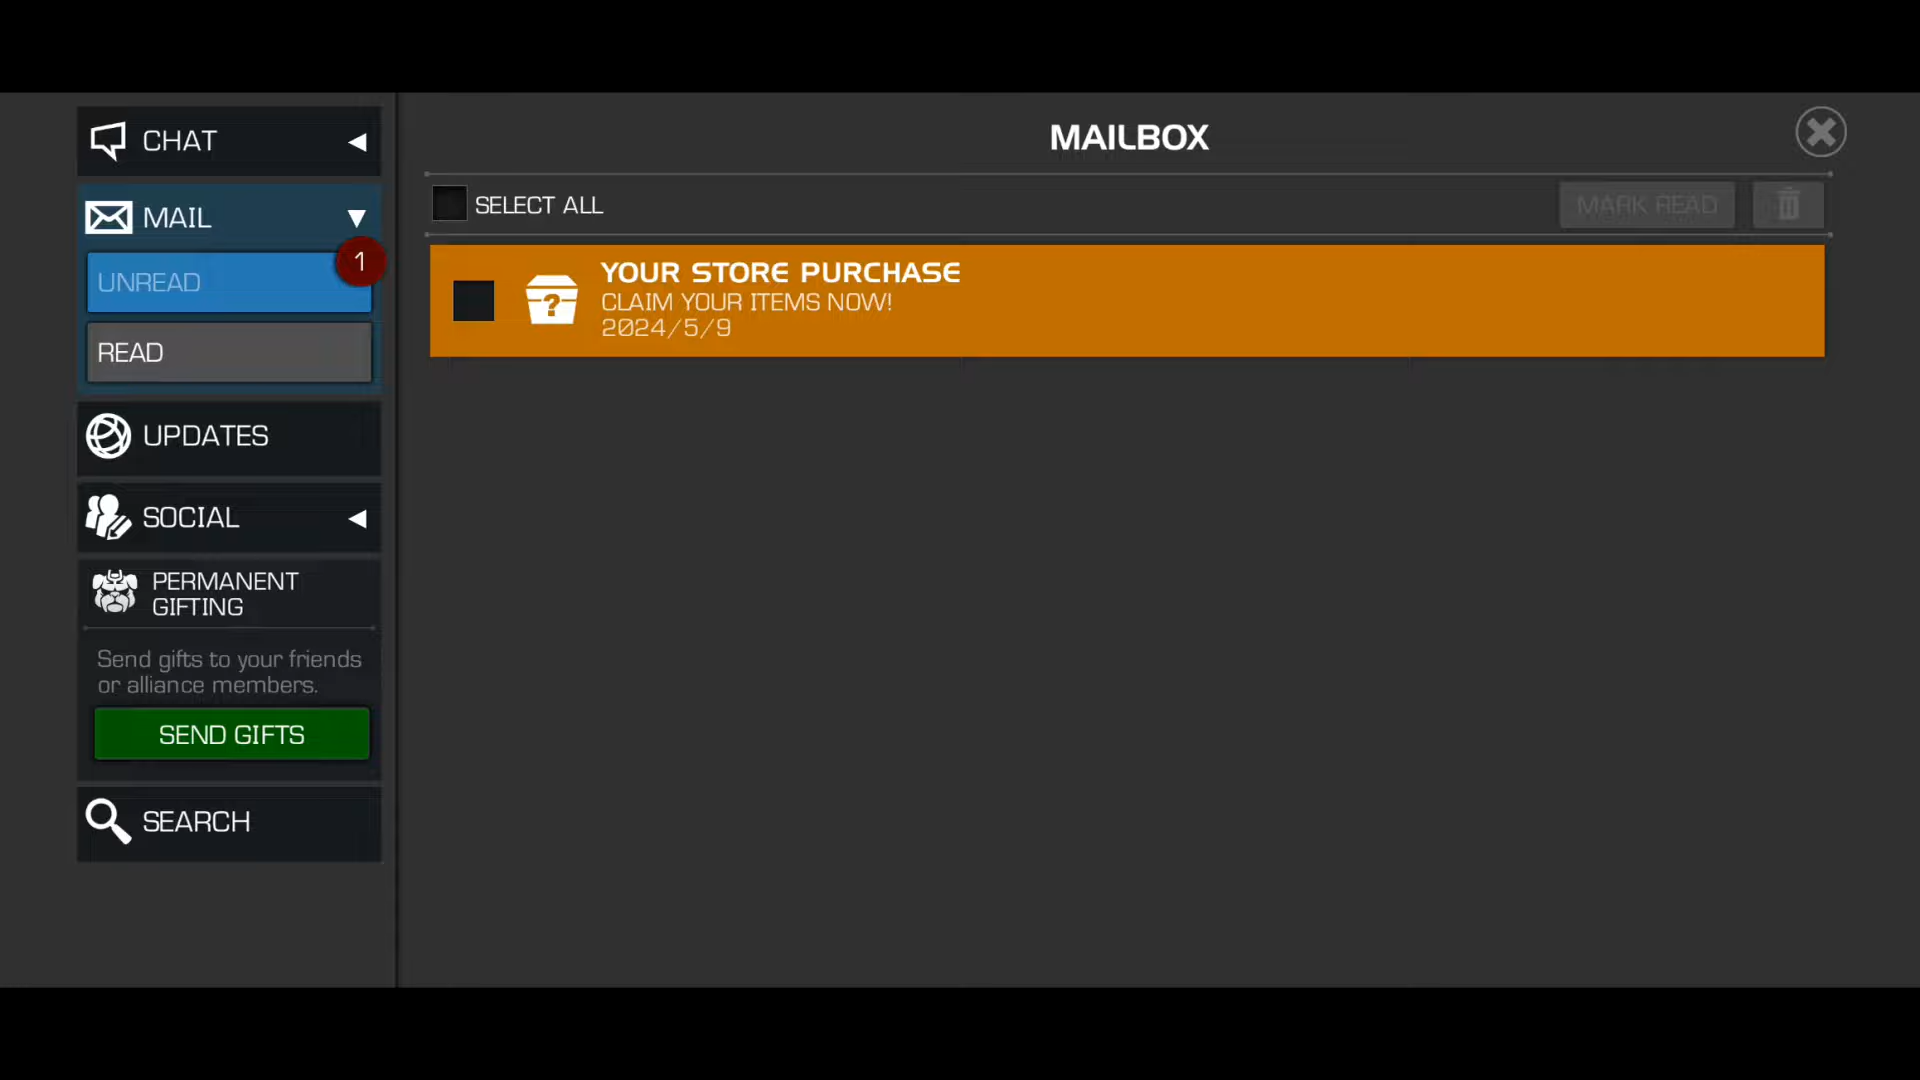 CHAT
MAIL
1
UNREAD
READ
UPDATES
SOCIAL
PERMANENT
GIFTING
Send gifts to your friends
or alliance members.
SEND GIFTS
SEARCH
MAILBOX
SELECT ALL
MARK READ
YOUR STORE PURCHASE
CLAIM YOUR ITEMS NOW!
2024/5/9
?